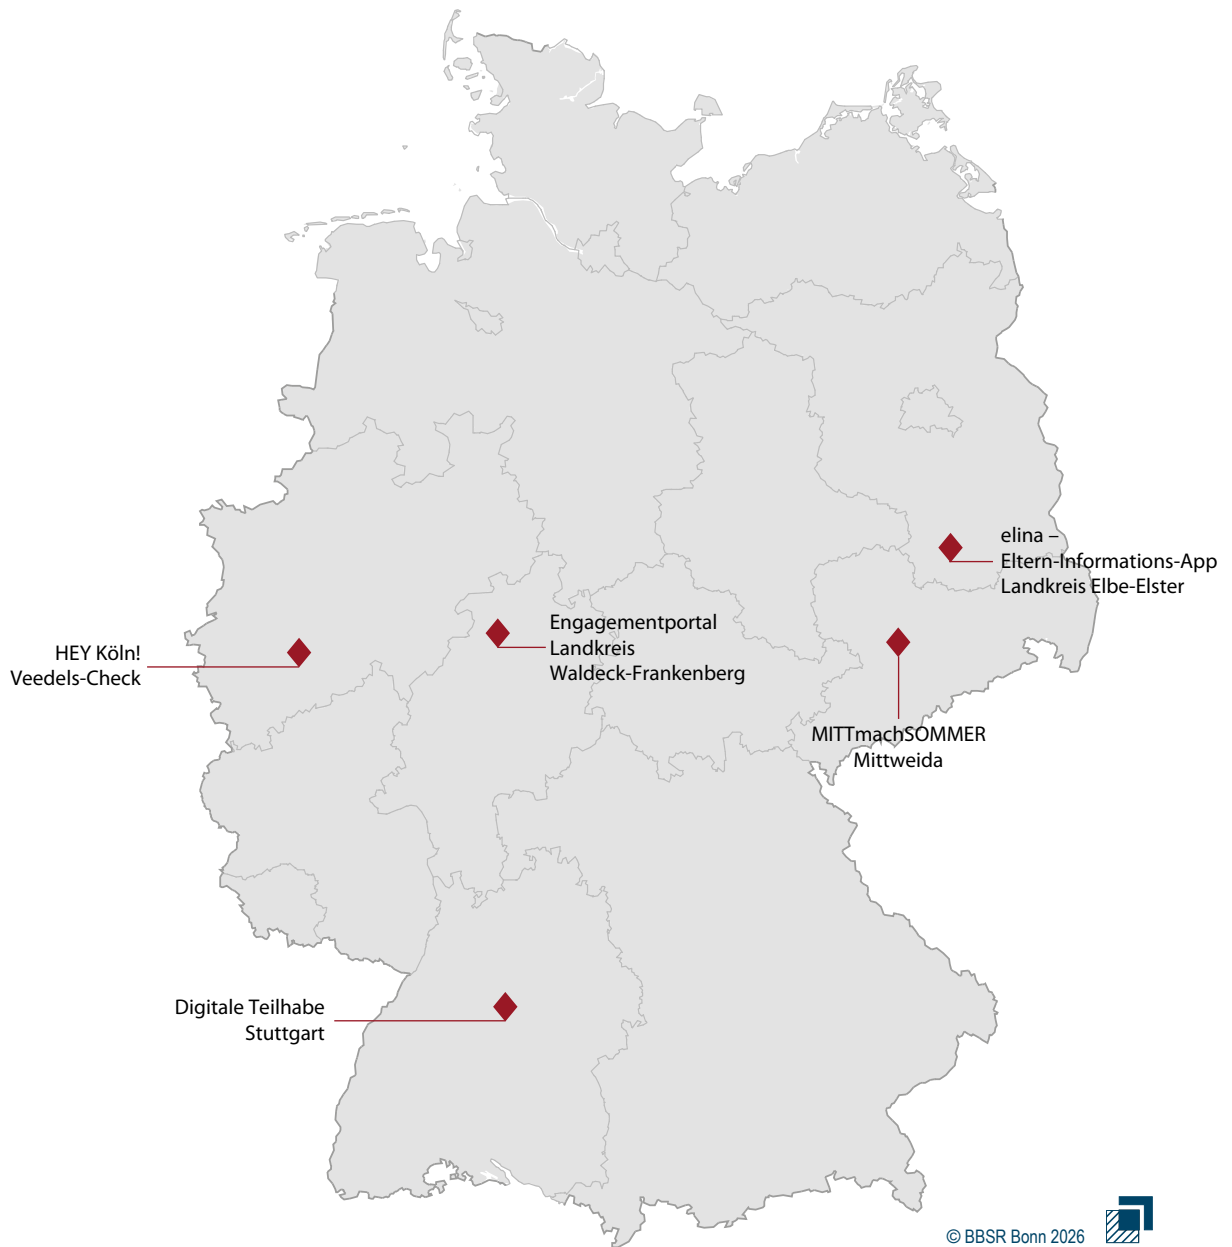 elina –
Eltern-Informations-App
Landkreis Elbe-Elster
Engagementportal
Landkreis
Waldeck-Frankenberg
HEY Köln!
Veedels-Check
MITTmachSOMMER
Mittweida
Digitale Teilhabe
Stuttgart
© BBSR Bonn 2026